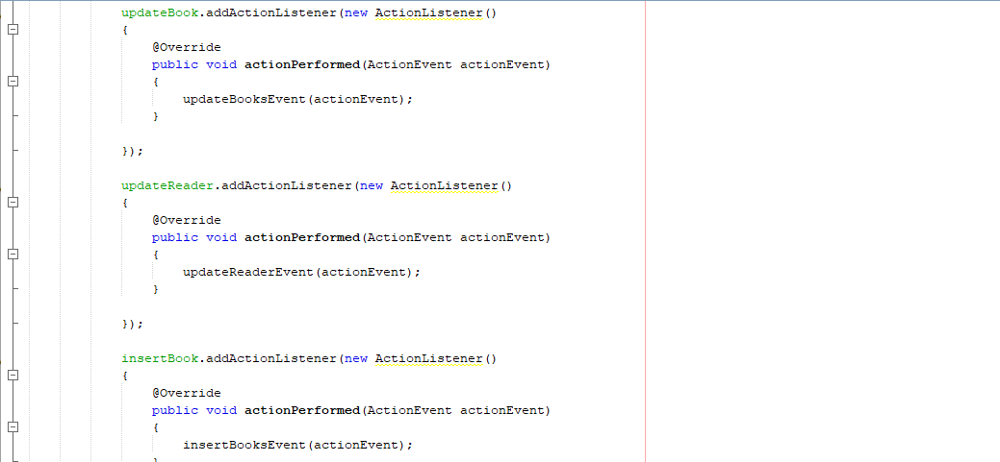 updateBook.addActionListener(new ActionListener()
{
@Override
public void actionPerformed(ActionEvent actionEvent)
{
updateBooksEvent(actionEvent);
}
});
updateReader.addActionListener(new ActionListener()
{
@Override
public void actionPerformed(ActionEvent actionEvent)
{
updateReaderEvent(actionEvent);
}
});
insertBook.addActionListener(new ActionListener()
{
@Override
public void actionPerformed(ActionEvent actionEvent)
{
insertBooksEvent(actionEvent);
}